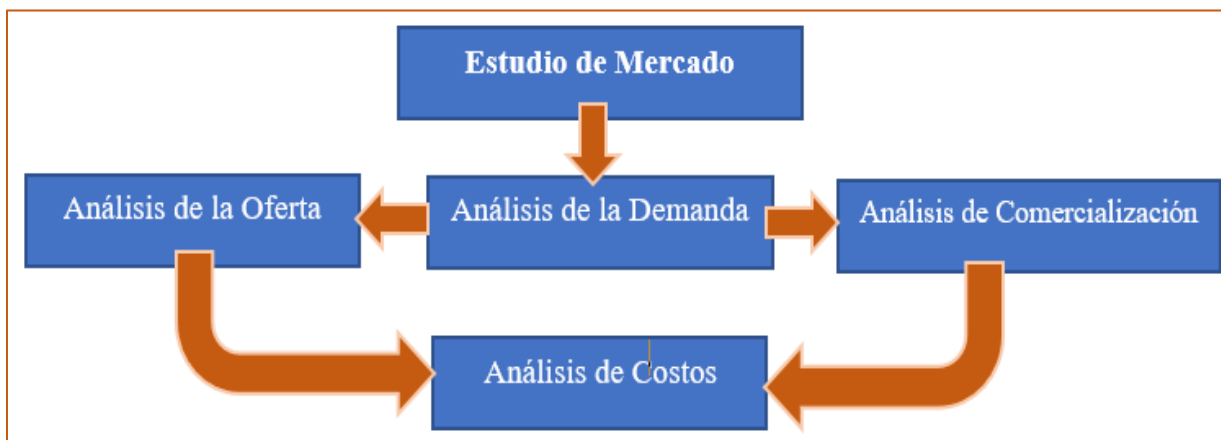 Estudio de Mercado
Análisis de la Oferta
Análisis de la Demanda
Análisis de Comercialización
Análisis de Costos